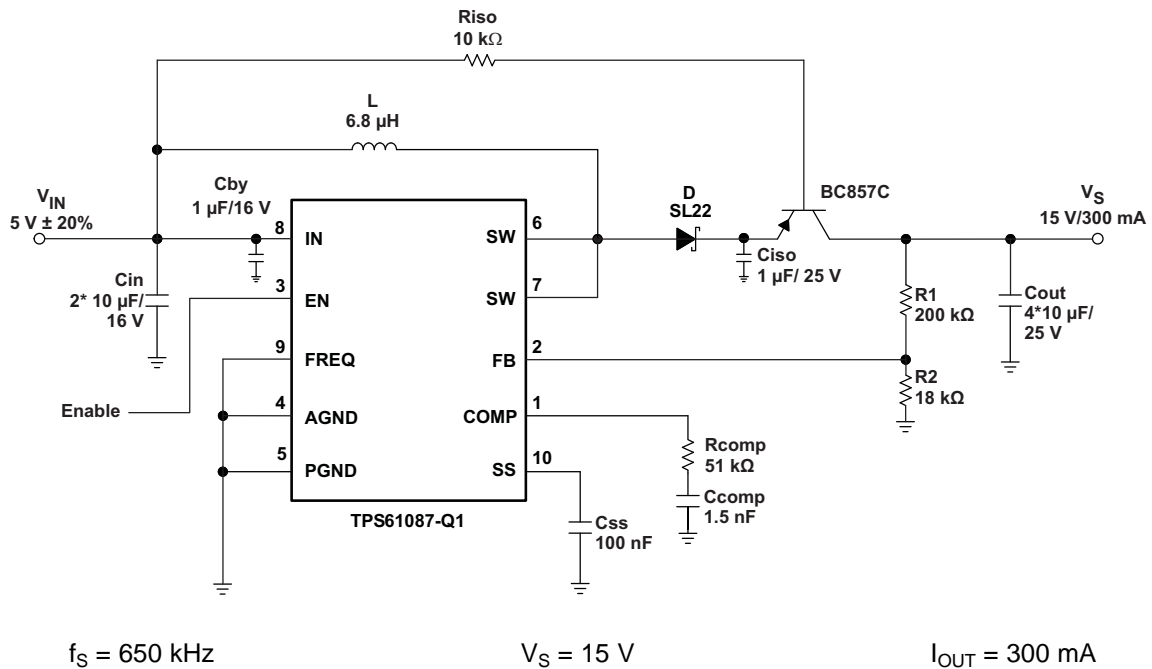 Riso
10 kΩ
L
6.8 µH
Cby
1 µF/16 V
V_IN
5 V ± 20%
Cin
2* 10 µF/
16 V
Enable
8
IN
3
EN
9
FREQ
4
AGND
5
PGND
6
SW
7
SW
2
FB
1
COMP
10
SS
TPS61087-Q1
D
SL22
Ciso
1 µF/ 25 V
BC857C
V_S
15 V/300 mA
R1
200 kΩ
Cout
4*10 µF/
25 V
R2
18 kΩ
Rcomp
51 kΩ
Ccomp
1.5 nF
Css
100 nF
f_S = 650 kHz
V_S = 15 V
I_OUT = 300 mA